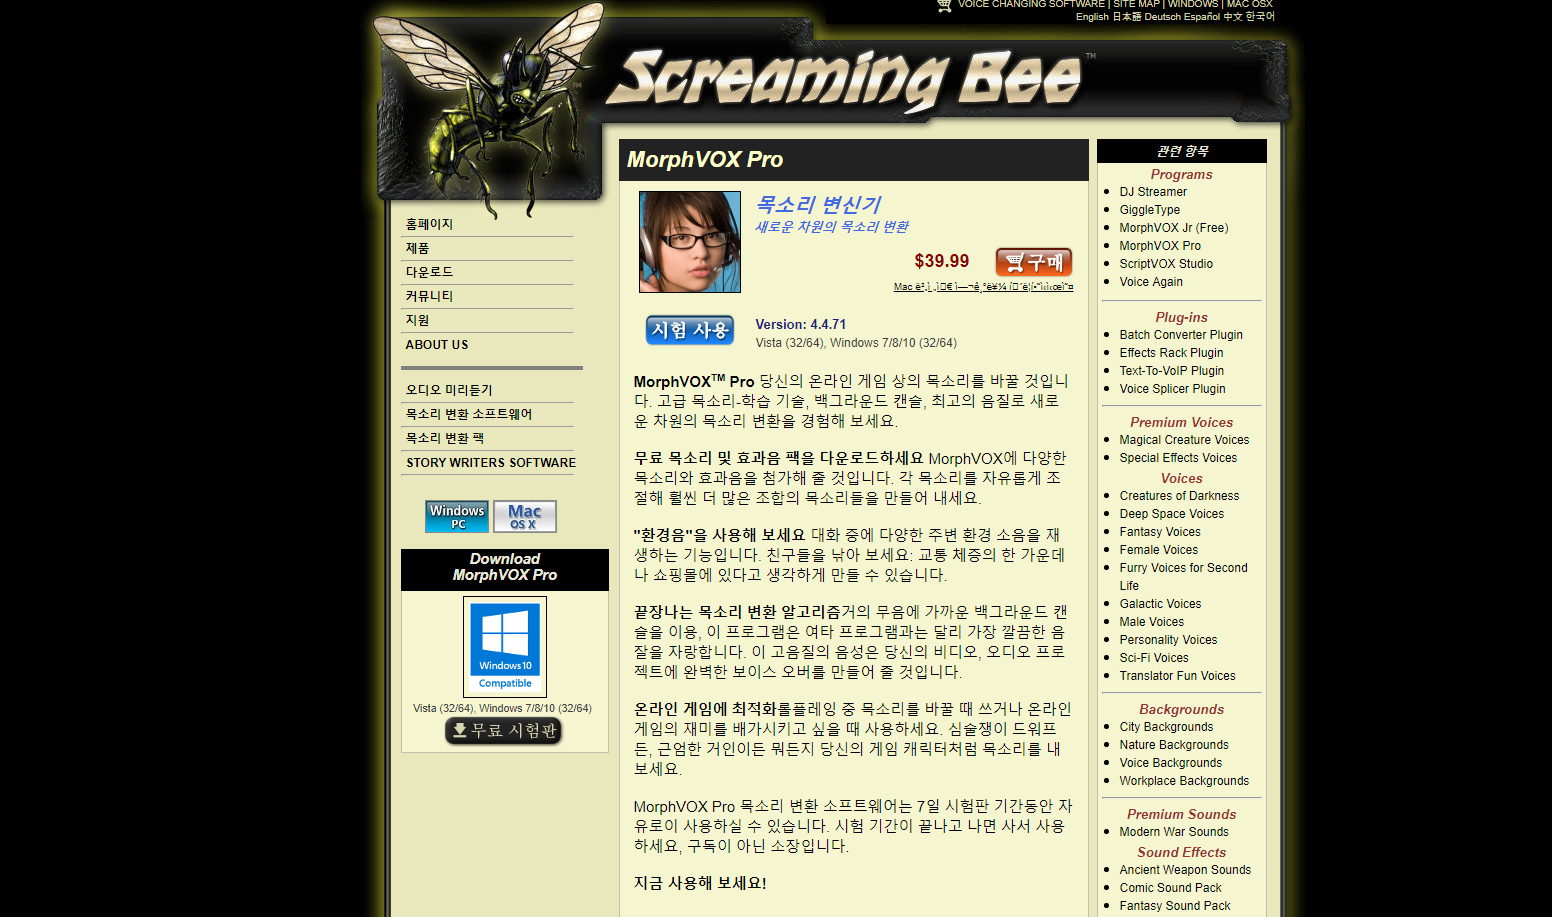 VOICE CHANGING SOFTWARE | SITE MAP | WINDOWS | MAC OSX
English 日本語 Deutsch Español 中文 한국어
Screaming Bee™
홈페이지
제품
다운로드
커뮤니티
지원
ABOUT US
오디오 미리듣기
목소리 변환 소프트웨어
목소리 변환 팩
STORY WRITERS SOFTWARE
Windows
PC
Mac
OS X
Download
MorphVOX Pro
Windows10
Compatible
Vista (32/64), Windows 7/8/10 (32/64)
무료 시험판
MorphVOX Pro
목소리 변신기
새로운 차원의 목소리 변환
$39.99
구매
Mac
시험 사용
Version: 4.4.71
Vista (32/64), Windows 7/8/10 (32/64)
MorphVOX™ Pro 당신의 온라인 게임 상의 목소리를 바꿀 것입니
다. 고급 목소리-학습 기술, 백그라운드 캔슬, 최고의 음질로 새로
운 차원의 목소리 변환을 경험해 보세요.
무료 목소리 및 효과음 팩을 다운로드하세요 MorphVOX에 다양한
목소리와 효과음을 첨가해 줄 것입니다. 각 목소리를 자유롭게 조
절해 훨씬 더 많은 조합의 목소리들을 만들어 내세요.
"환경음"을 사용해 보세요 대화 중에 다양한 주변 환경 소음을 재
생하는 기능입니다. 친구들을 낚아 보세요: 교통 체증의 한 가운데
나 쇼핑몰에 있다고 생각하게 만들 수 있습니다.
끝장나는 목소리 변환 알고리즘거의 무음에 가까운 백그라운드 캔
슬을 이용, 이 프로그램은 여타 프로그램과는 달리 가장 깔끔한 음
질을 자랑합니다. 이 고음질의 음성은 당신의 비디오, 오디오 프로
젝트에 완벽한 보이스 오버를 만들어 줄 것입니다.
온라인 게임에 최적화롤플레잉 중 목소리를 바꿀 때 쓰거나 온라인
게임의 재미를 배가시키고 싶을 때 사용하세요. 심술쟁이 드워프
든, 근엄한 거인이든 뭐든지 당신의 게임 캐릭터처럼 목소리를 내
보세요.
MorphVOX Pro 목소리 변환 소프트웨어는 7일 시험판 기간동안 자
유로이 사용하실 수 있습니다. 시험 기간이 끝나고 나면 사서 사용
하세요, 구독이 아닌 소장입니다.
지금 사용해 보세요!
관련 항목
Programs
DJ Streamer
GiggleType
MorphVOX Jr (Free)
MorphVOX Pro
ScriptVOX Studio
Voice Again
Plug-ins
Batch Converter Plugin
Effects Rack Plugin
Text-To-VoIP Plugin
Voice Splicer Plugin
Premium Voices
Magical Creature Voices
Special Effects Voices
Voices
Creatures of Darkness
Deep Space Voices
Fantasy Voices
Female Voices
Furry Voices for Second
Life
Galactic Voices
Male Voices
Personality Voices
Sci-Fi Voices
Translator Fun Voices
Backgrounds
City Backgrounds
Nature Backgrounds
Voice Backgrounds
Workplace Backgrounds
Premium Sounds
Modern War Sounds
Sound Effects
Ancient Weapon Sounds
Comic Sound Pack
Fantasy Sound Pack